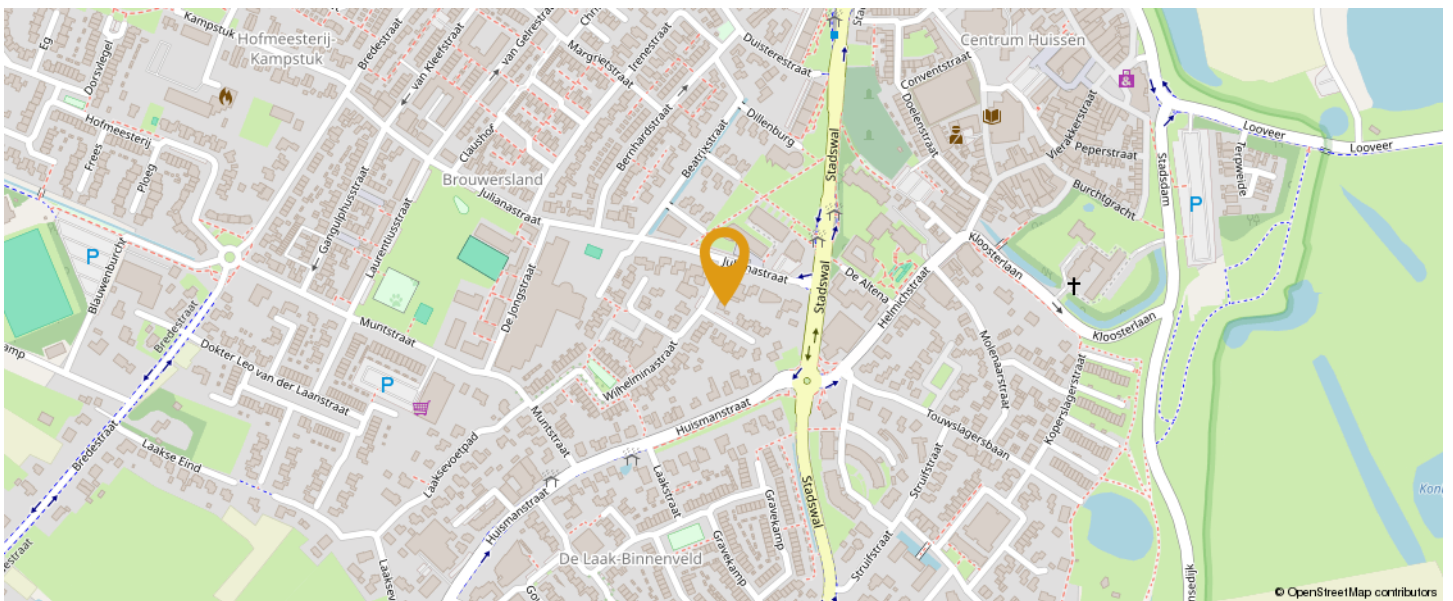 Kampstuk
Hofmeesterij-
Kampstuk
Eg
Dorsvlegel
Bredestraat
van Kleefstraat
van Gelrestraat
Margrietstraat
Irenestraat
Duisterestraat
Centrum Huissen
Conventstraat
Doelenstraat
Vierakkerstraat
Peperstraat
Looveer
Looveer
Terpweide
Hofmeesterij
Frees
Ploeg
Claushof
Bernhardstraat
Beatrixstraat
Dillenburg
Stadswal
Stadsdam
Burchtgracht
P
Brouwersland
Julianastraat
Gangulphusstraat
Laurentiusstraat
P
Blauwenburcht
Julianastraat
De Altena
Kloosterlaan
Kloosterlaan
Helmichstraat
Stadswal
De Jongstraat
Bredestraat
Muntstraat
Dokter Leo van der Laanstraat
P
Wilhelminastraat
Molenaarstraat
Koperslagerstraat
Huismanstraat
Touwslagersbaan
Muntstraat
Laaksevoetpad
Bredestraat
Laakse Eind
Struifstraat
Stadswal
Laakstraat
Gravekamp
Huismanstraat
De Laak-Binnenveld
Gravekamp
Struifstraat
© OpenStreetMap contributors